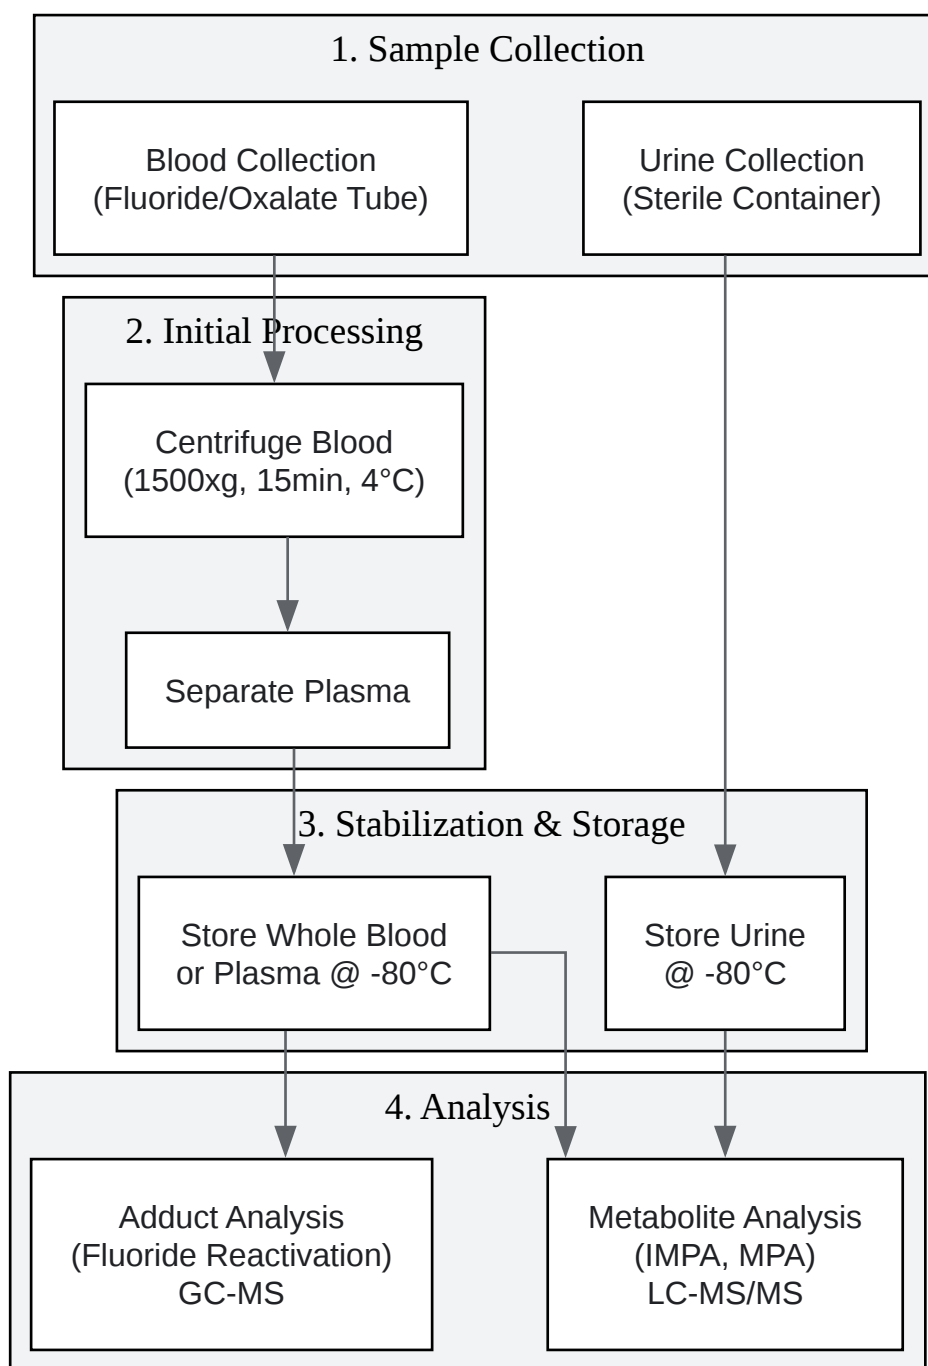 1. Sample Collection
Blood Collection
(Fluoride/Oxalate Tube)
Urine Collection
(Sterile Container)
2. Initial Processing
Centrifuge Blood
(1500xg, 15min, 4°C)
Separate Plasma
3. Stabilization & Storage
Store Whole Blood
or Plasma @ -80°C
Store Urine
@ -80°C
4. Analysis
Adduct Analysis
(Fluoride Reactivation)
GC-MS
Metabolite Analysis
(IMPA, MPA)
LC-MS/MS